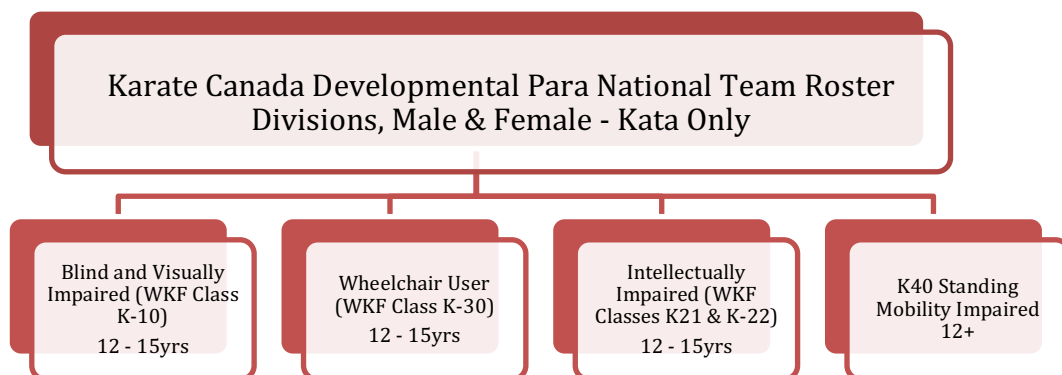 Karate Canada Developmental Para National Team Roster
Divisions, Male & Female - Kata Only
Blind and Visually
Impaired (WKF Class
K-10)
12 - 15yrs
Wheelchair User
(WKF Class K-30)
12 - 15yrs
Intellectually
Impaired (WKF
Classes K21 & K-22)
12 - 15yrs
K40 Standing
Mobility Impaired
12+